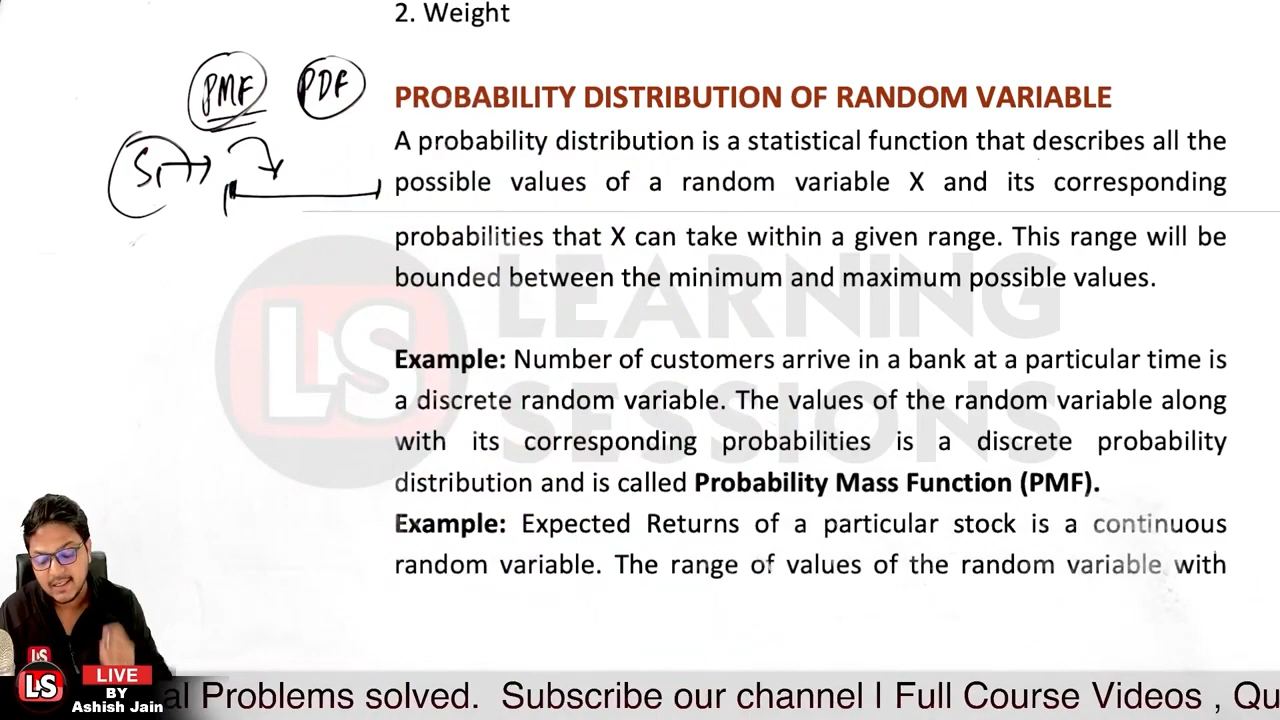 2. Weight
PMF PDF
PROBABILITY DISTRIBUTION OF RANDOM VARIABLE
A probability distribution is a statistical function that describes all the
possible values of a random variable X and its corresponding
probabilities that X can take within a given range. This range will be
bounded between the minimum and maximum possible values.
Example: Number of customers arrive in a bank at a particular time is
a discrete random variable. The values of the random variable along
with its corresponding probabilities is a discrete probability
distribution and is called Probability Mass Function (PMF).
Example: Expected Returns of a particular stock is a continuous
random variable. The range of values of the random variable with
LS LEARNING
SESSIONS
LS
LS
LIVE
BY
Ashish Jain
al Problems solved. Subscribe our channel I Full Course Videos , Qu